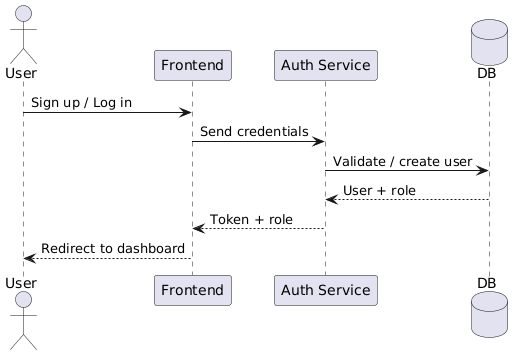 User
Frontend
Auth Service
DB
Sign up / Log in
Send credentials
Validate / create user
User + role
Token + role
Redirect to dashboard
User
Frontend
Auth Service
DB